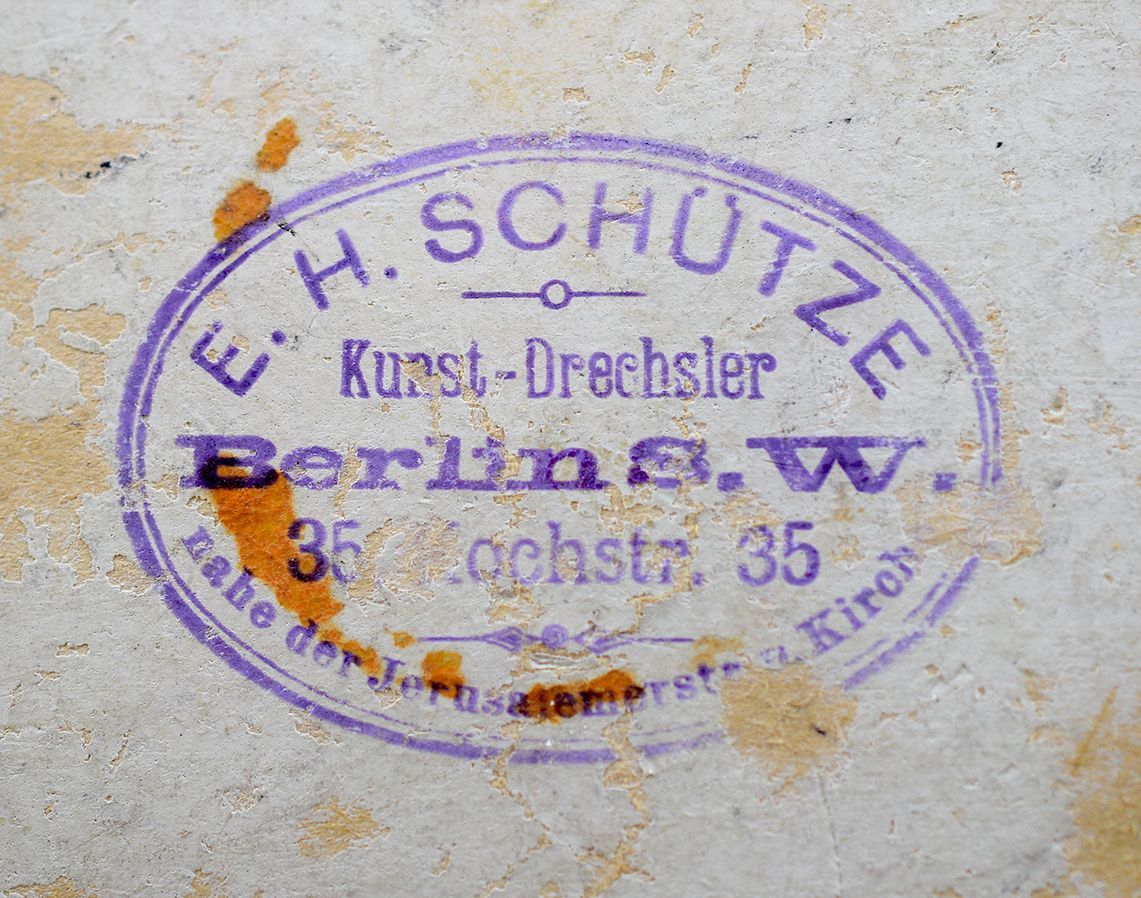 E. H. SCHÜTZE
Kunst-Drechsler
Berlin S. W.
35 Kochstr. 35
nahe der Jerusalemerstr. u. Kirch